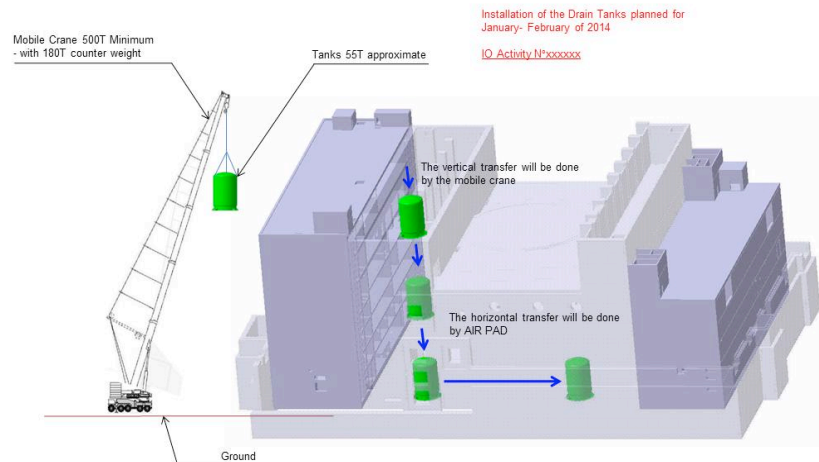 Installation of the Drain Tanks planned for
January- February of 2014
IO Activity N°xxxxxx
Mobile Crane 500T Minimum
- with 180T counter weight
Tanks 55T approximate
The vertical transfer will be done
by the mobile crane
The horizontal transfer will be done
by AIR PAD
Ground